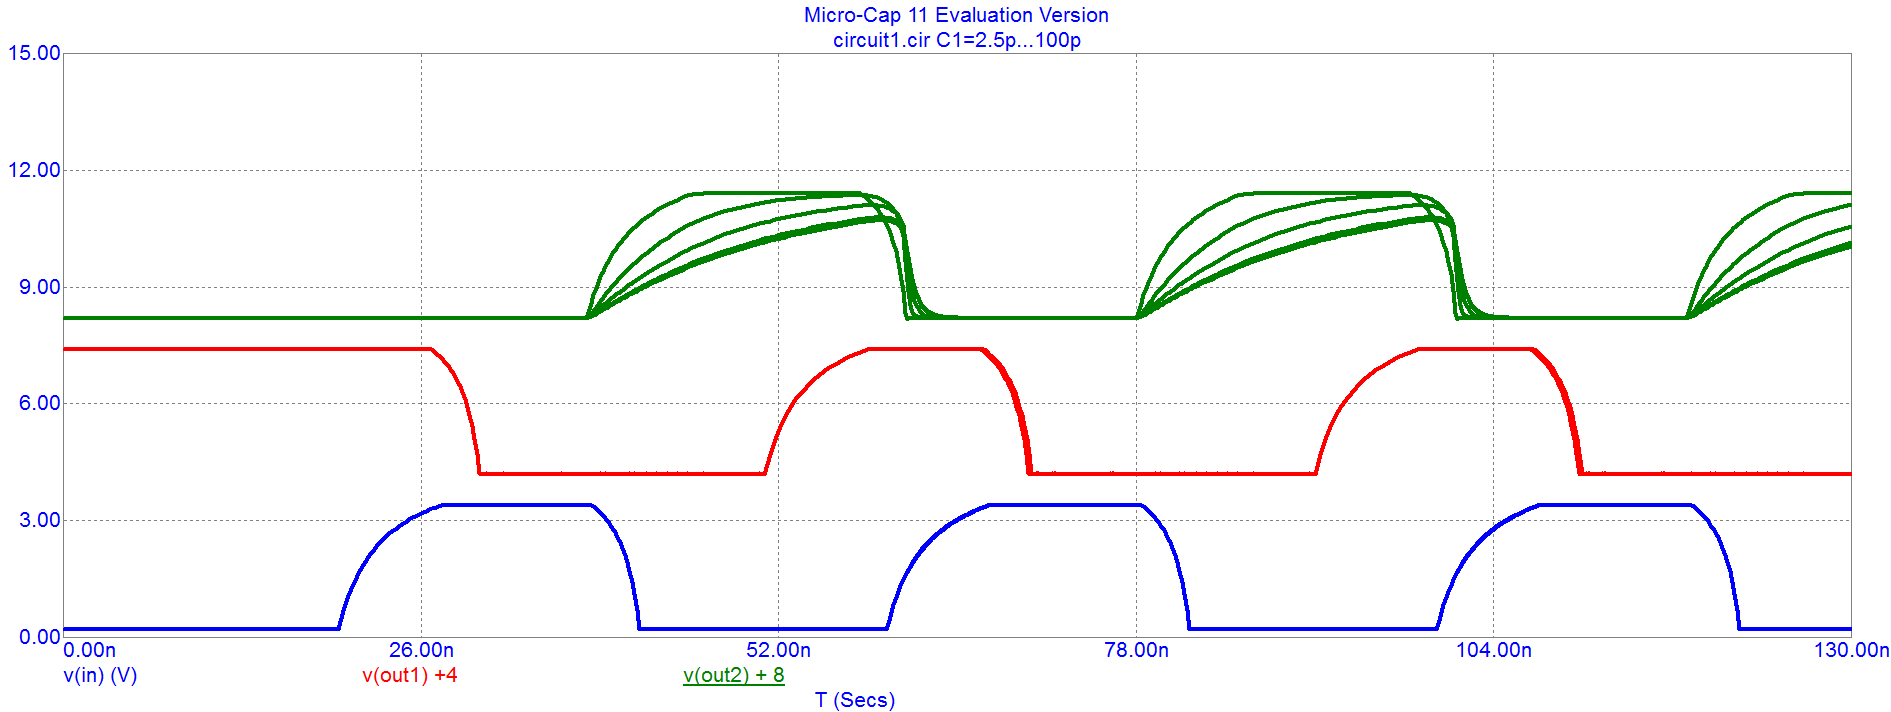 Micro-Cap 11 Evaluation Version
circuit1.cir C1=2.5p...100p
15.00
12.00
9.00
6.00
3.00
0.00
0.00n 26.00n 52.00n 78.00n 104.00n 130.00n
v(in) (V) v(out1) +4 v(out2) + 8
T (Secs)